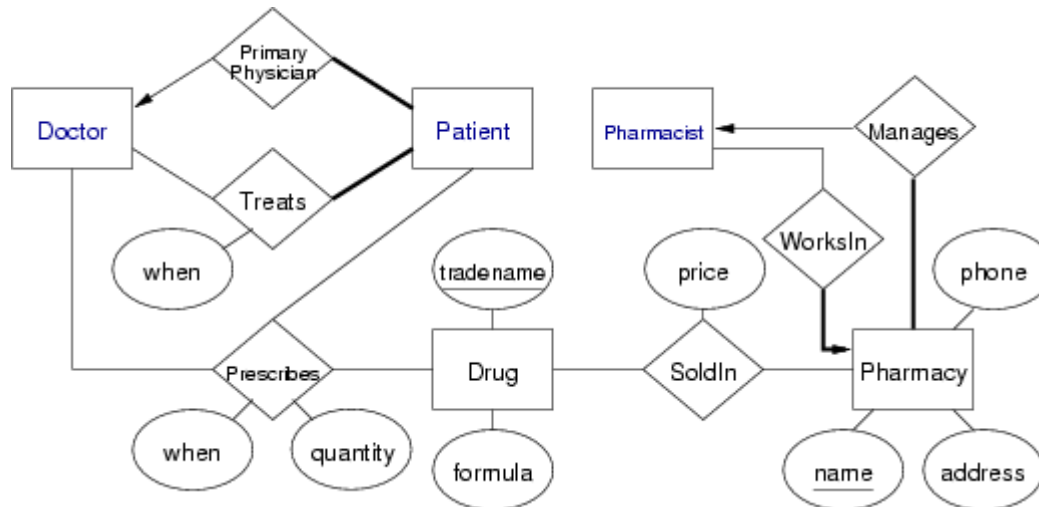 Primary
Physician
Doctor
Patient
Pharmacist
Manages
Treats
WorksIn
when
tradename
price
phone
Prescribes
Drug
SoldIn
Pharmacy
when
quantity
formula
name
address